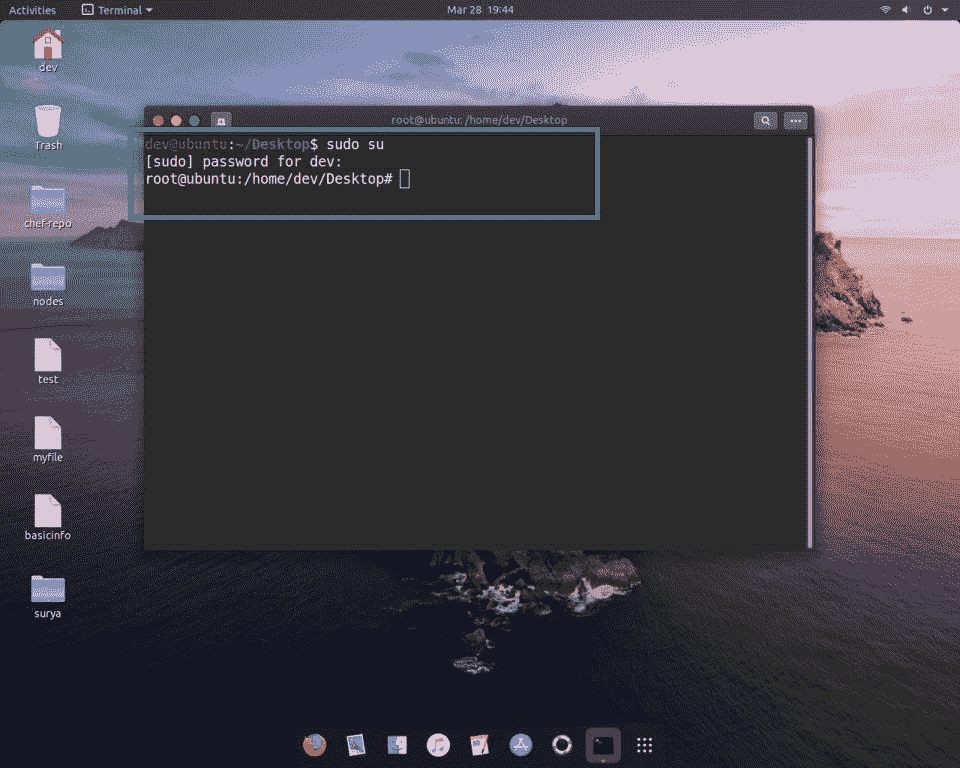 Activities Terminal Mar 28 19:44
dev
Trash
chef-repo
nodes
test
myfile
basicinfo
surya
root@ubuntu: /home/dev/Desktop
dev@ubuntu:~/Desktop$ sudo su
[sudo] password for dev:
root@ubuntu:/home/dev/Desktop#